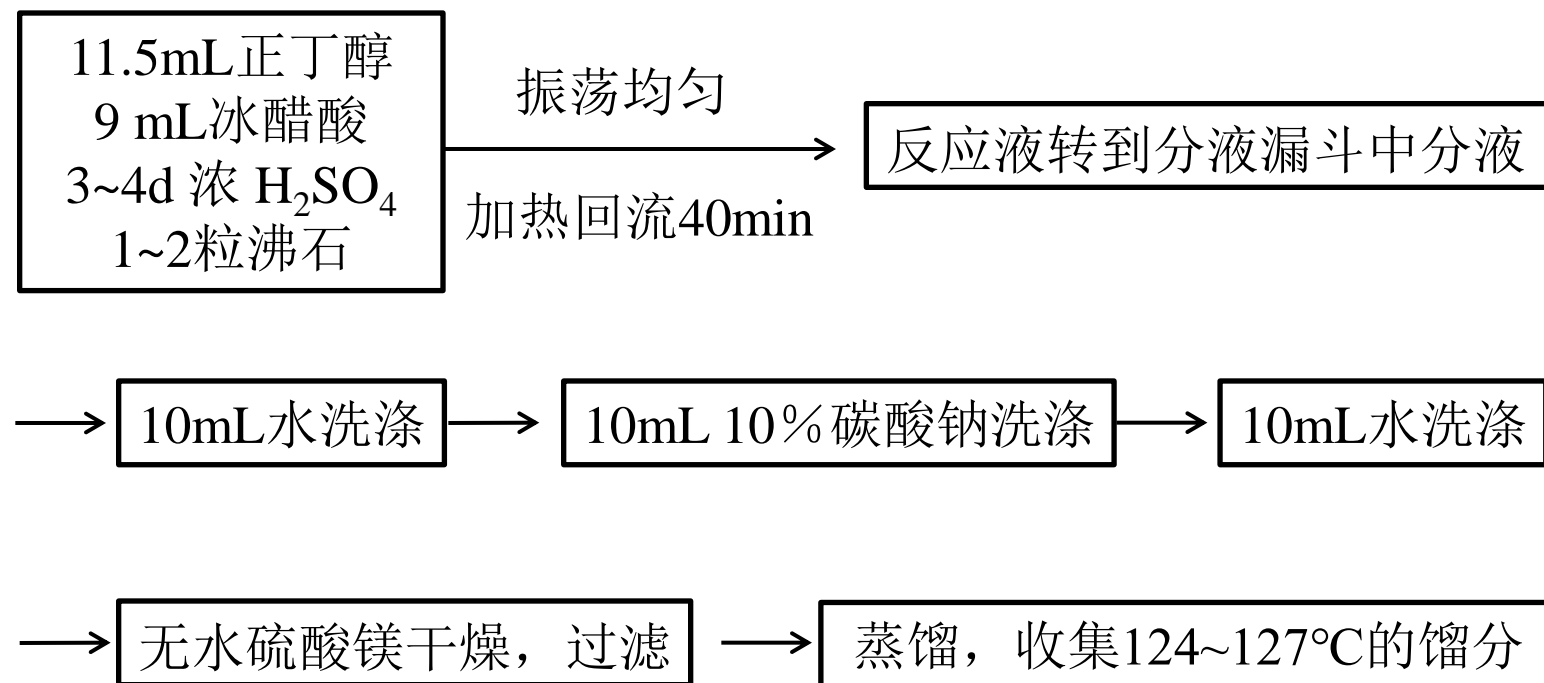 11.5mL正丁醇
9 mL冰醋酸
3~4d 浓 H₂SO₄
1~2粒沸石
振荡均匀
加热回流40min
反应液转到分液漏斗中分液
10mL水洗涤
10mL 10%碳酸钠洗涤
10mL水洗涤
无水硫酸镁干燥，过滤
蒸馏，收集124~127℃的馏分